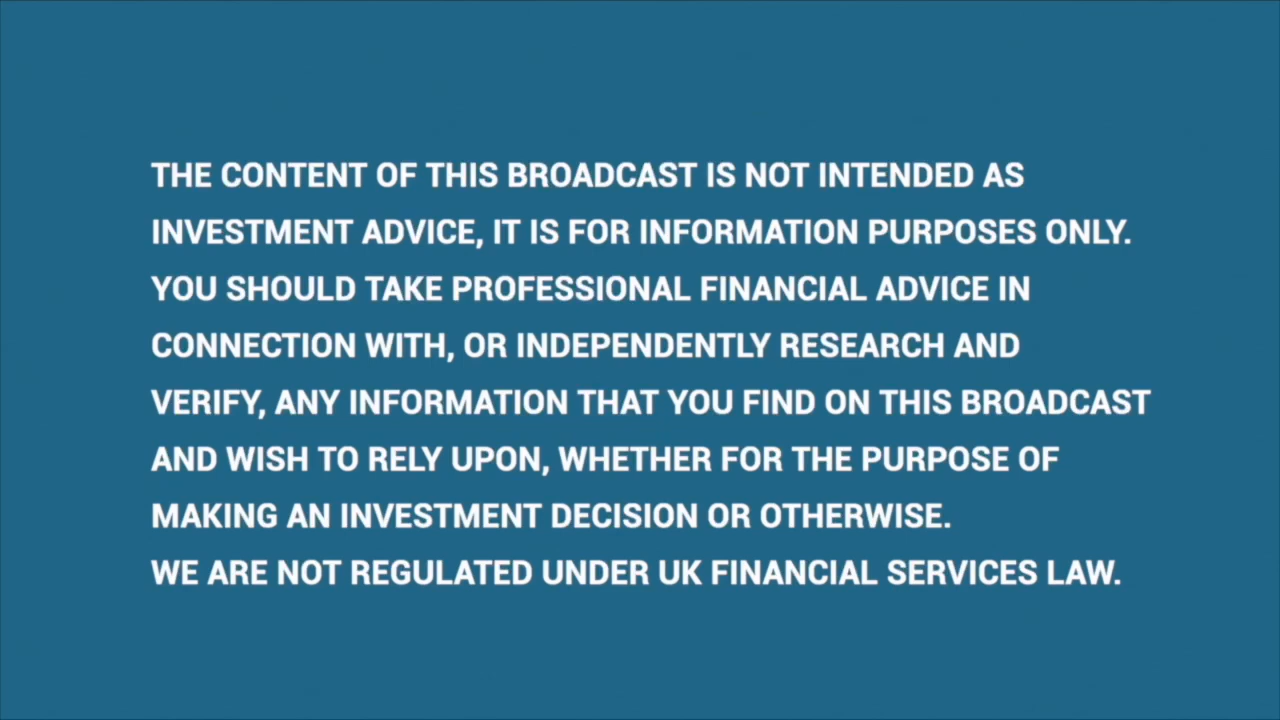 THE CONTENT OF THIS BROADCAST IS NOT INTENDED AS
INVESTMENT ADVICE, IT IS FOR INFORMATION PURPOSES ONLY.
YOU SHOULD TAKE PROFESSIONAL FINANCIAL ADVICE IN
CONNECTION WITH, OR INDEPENDENTLY RESEARCH AND
VERIFY, ANY INFORMATION THAT YOU FIND ON THIS BROADCAST
AND WISH TO RELY UPON, WHETHER FOR THE PURPOSE OF
MAKING AN INVESTMENT DECISION OR OTHERWISE.
WE ARE NOT REGULATED UNDER UK FINANCIAL SERVICES LAW.